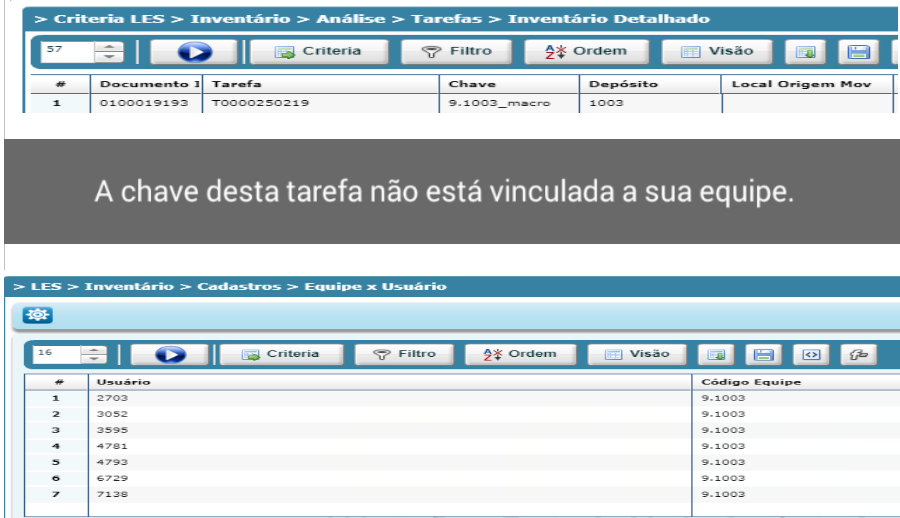 > Criteria LES > Inventário > Análise > Tarefas > Inventário Detalhado
57 Criteria Filtro Ordem Visão
# Documento I Tarefa Chave Depósito Local Origem Mov
1 0100019193 T0000250219 9.1003_macro 1003
A chave desta tarefa não está vinculada a sua equipe.
> LES > Inventário > Cadastros > Equipe x Usuário
16 Criteria Filtro Ordem Visão
# Usuário Código Equipe
1 2703 9.1003
2 3052 9.1003
3 3595 9.1003
4 4781 9.1003
5 4793 9.1003
6 6729 9.1003
7 7138 9.1003